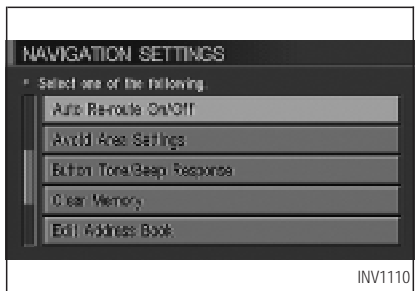 NAVIGATION SETTINGS
Select one of the following.
Auto Re-route On/Off
Avoid Area Settings
Button Tone/Beep Response
Clear Memory
Edit Address Book
INV1110